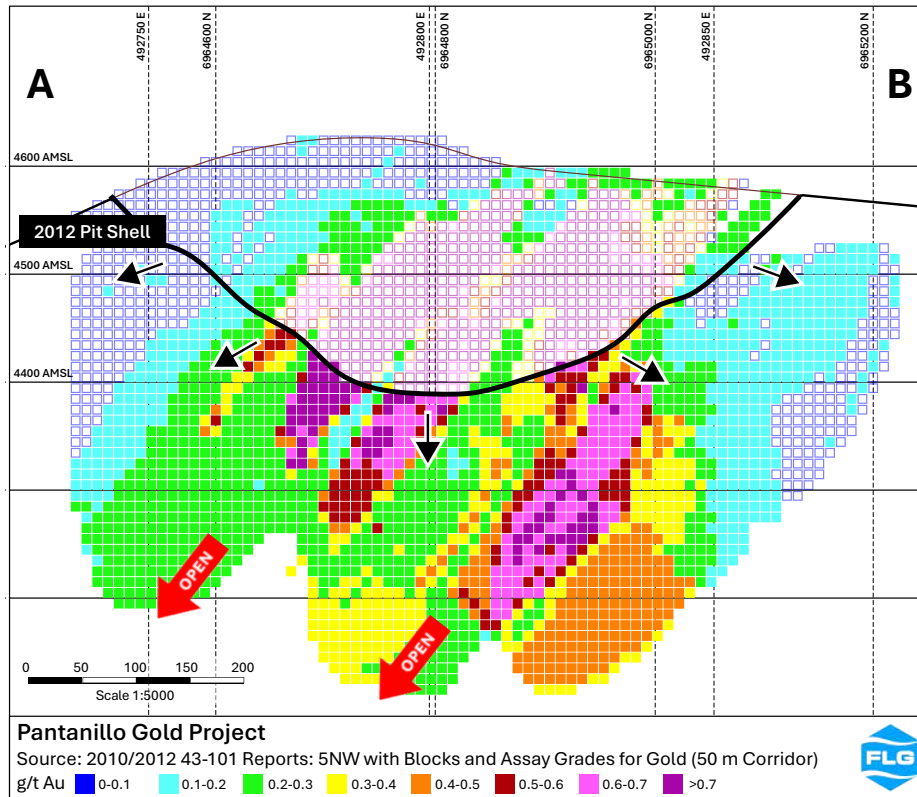 492750 E
6964600 N
492800 E
6964800 N
6965000 N
492850 E
6965200 N
A
B
4600 AMSL
2012 Pit Shell
4500 AMSL
4400 AMSL
OPEN
OPEN
0 50 100 150 200
Scale 1:5000
Pantanillo Gold Project
Source: 2010/2012 43-101 Reports: 5NW with Blocks and Assay Grades for Gold (50 m Corridor)
g/t Au 0-0.1 0.1-0.2 0.2-0.3 0.3-0.4 0.4-0.5 0.5-0.6 0.6-0.7 >0.7
FLG